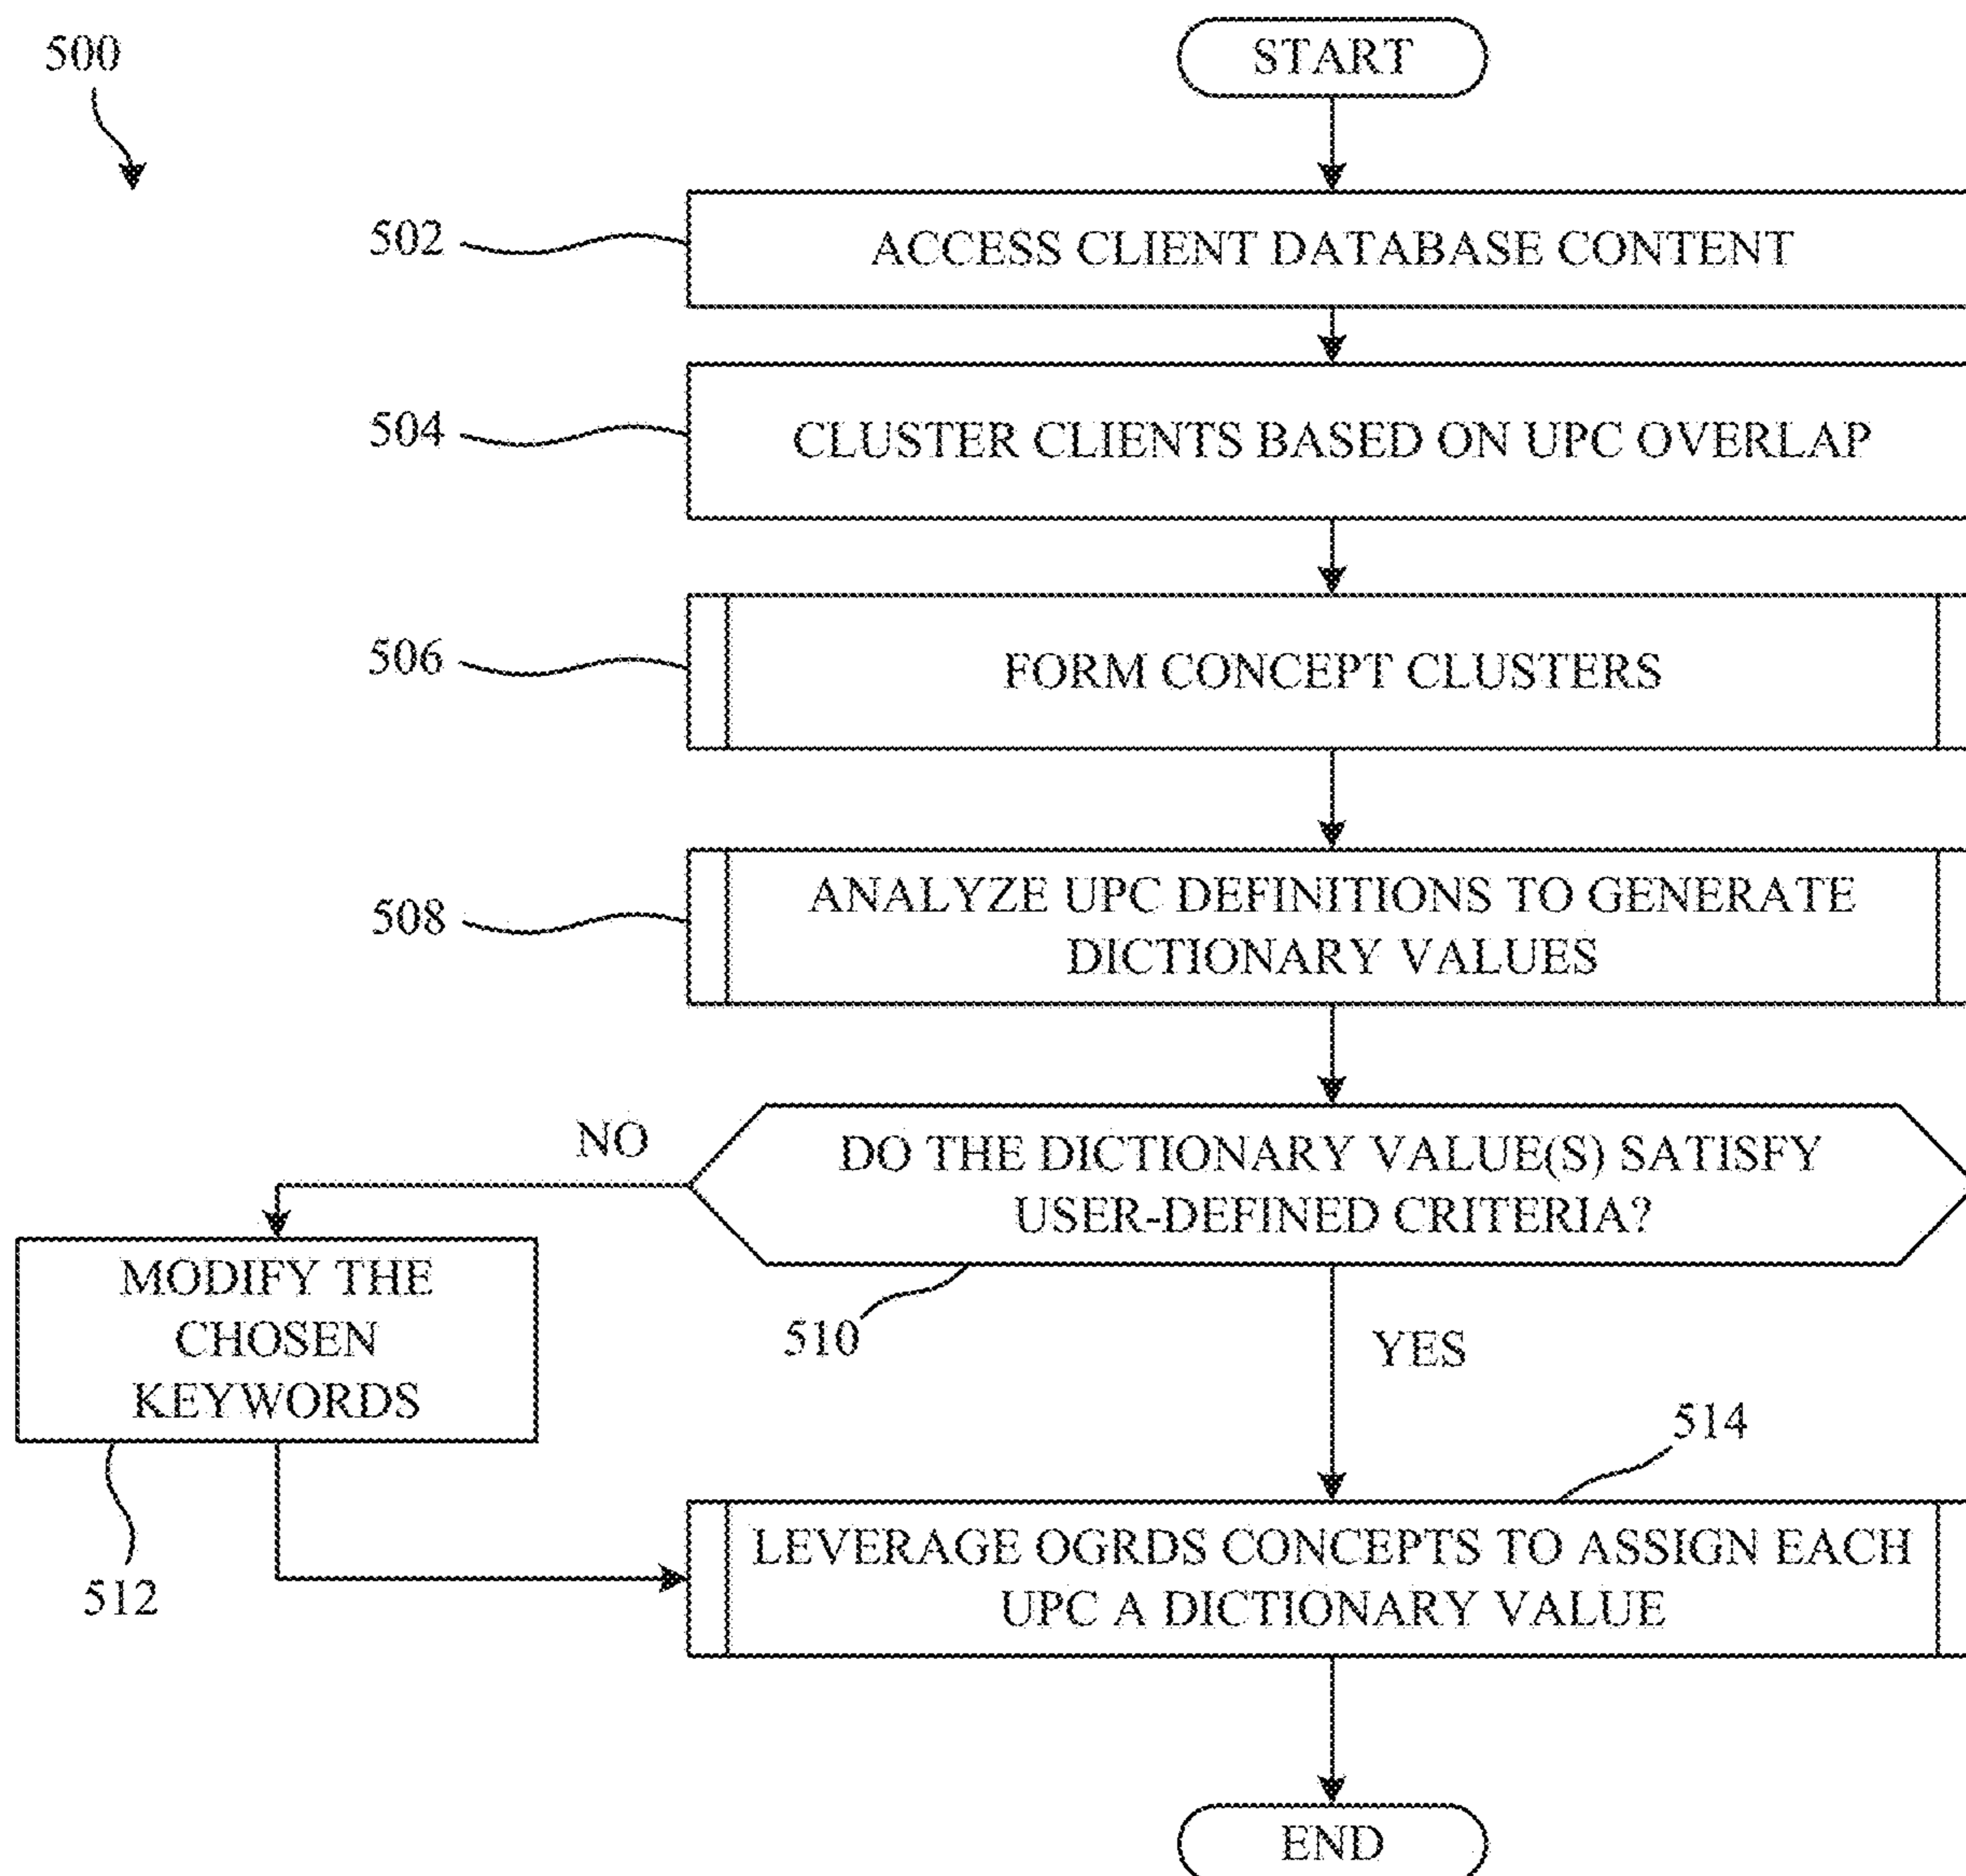 500
START
502
ACCESS CLIENT DATABASE CONTENT
504
CLUSTER CLIENTS BASED ON UPC OVERLAP
506
FORM CONCEPT CLUSTERS
508
ANALYZE UPC DEFINITIONS TO GENERATE
DICTIONARY VALUES
NO
DO THE DICTIONARY VALUE(S) SATISFY
USER-DEFINED CRITERIA?
510
YES
MODIFY THE
CHOSEN
KEYWORDS
512
514
LEVERAGE OGRDS CONCEPTS TO ASSIGN EACH
UPC A DICTIONARY VALUE
END